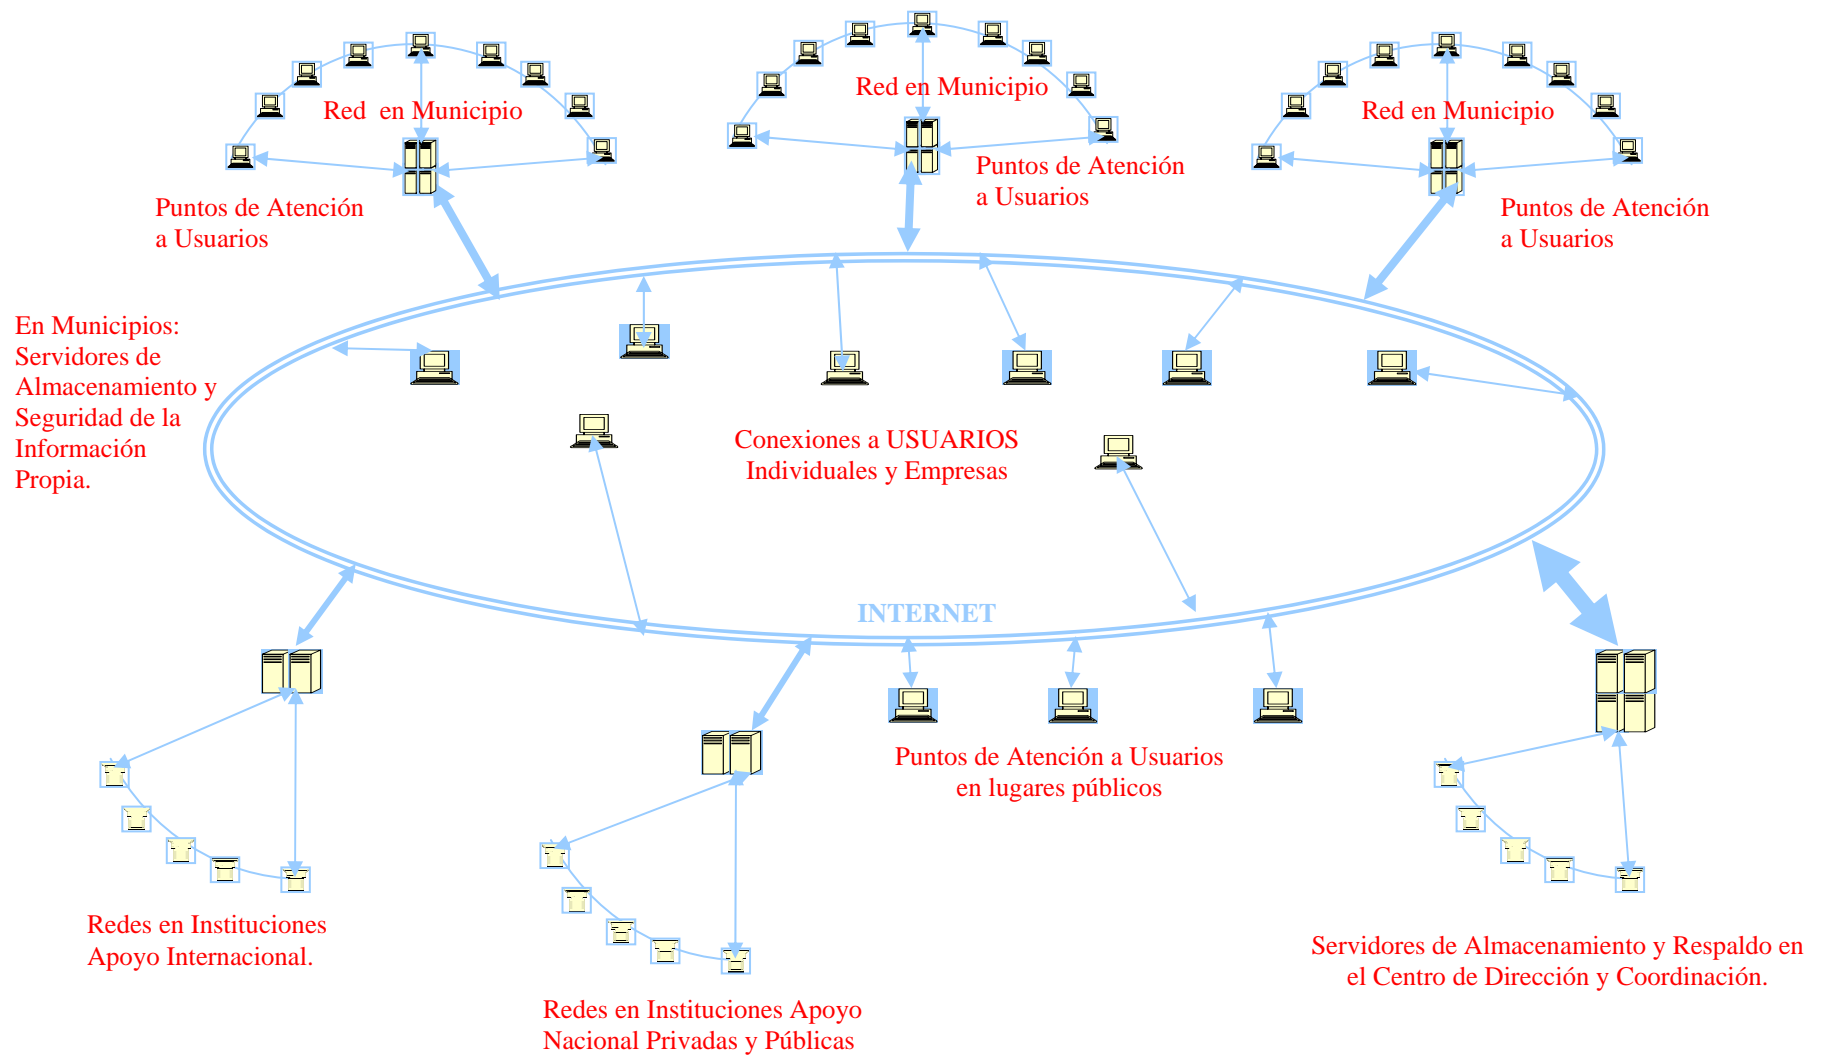 Red en Municipio
Puntos de Atención
a Usuarios
Red en Municipio
Puntos de Atención
a Usuarios
Red en Municipio
Puntos de Atención
a Usuarios
En Municipios:
Servidores de
Almacenamiento y
Seguridad de la
Información
Propia.
Conexiones a USUARIOS
Individuales y Empresas
INTERNET
Puntos de Atención a Usuarios
en lugares públicos
Redes en Instituciones
Apoyo Internacional.
Redes en Instituciones Apoyo
Nacional Privadas y Públicas
Servidores de Almacenamiento y Respaldo en
el Centro de Dirección y Coordinación.